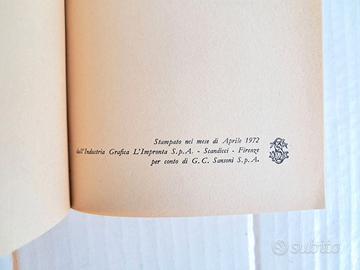 Stampato nel mese di Aprile 1972
dall'Industria Grafica L'Impronta S.p.A. - Scandicci - Firenze
per conto di G. C. Sansoni S.p.A.
subito